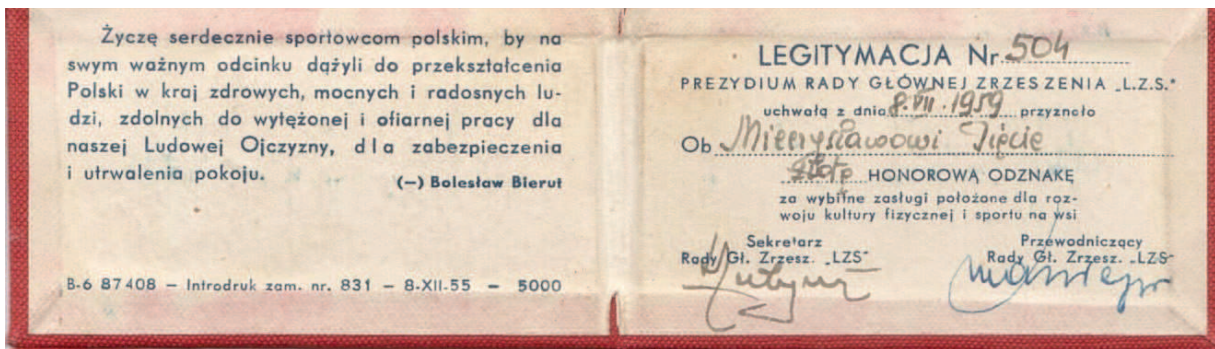 Życzę serdecznie sportowcom polskim, by na
swym ważnym odcinku dążyli do przekształcenia
Polski w kraj zdrowych, mocnych i radosnych lu-
dzi, zdolnych do wytężonej i ofiarnej pracy dla
naszej Ludowej Ojczyzny, dla zabezpieczenia
i utrwalenia pokoju.
(—) Bolesław Bierut
B-6 87408 — Introdruk zam. nr. 831 — 8-XII-55 — 5000
LEGITYMACJA Nr 504
PREZYDIUM RADY GŁÓWNEJ ZRZESZENIA „L.Z.S."
uchwałą z dnia 8.VII.1959 przyznało
Ob Mieczysławowi Pięcie
złotą HONOROWĄ ODZNAKĘ
za wybitne zasługi położone dla roz-
woju kultury fizycznej i sportu na wsi
Sekretarz
Rady Gł. Zrzesz. „LZS"
Przewodniczący
Rady Gł. Zrzesz. „LZS"